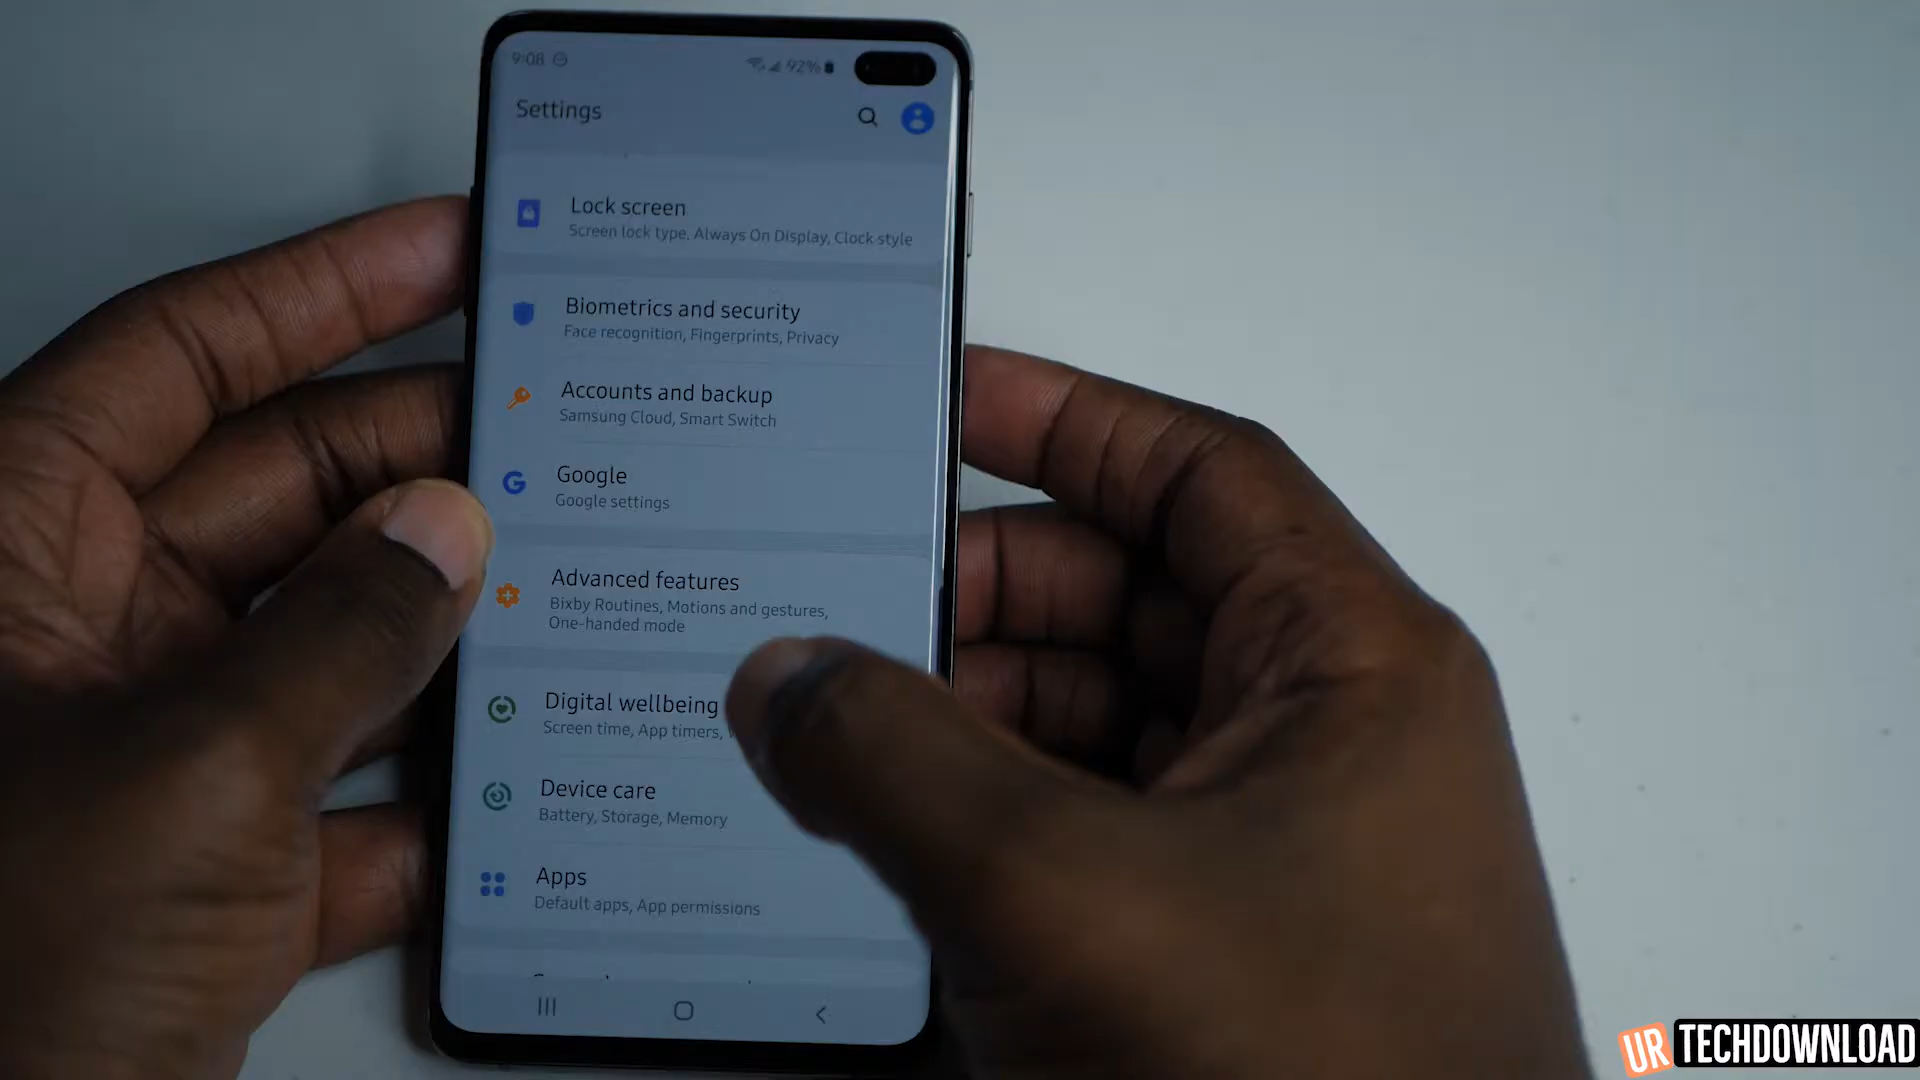 9:08
92%
Settings
Lock screen
Screen lock type, Always On Display, Clock style
Biometrics and security
Face recognition, Fingerprints, Privacy
Accounts and backup
Samsung Cloud, Smart Switch
Google
Google settings
Advanced features
Bixby Routines, Motions and gestures,
One-handed mode
Digital wellbeing
Screen time, App timers,
Device care
Battery, Storage, Memory
Apps
Default apps, App permissions
UR TECHDOWNLOAD